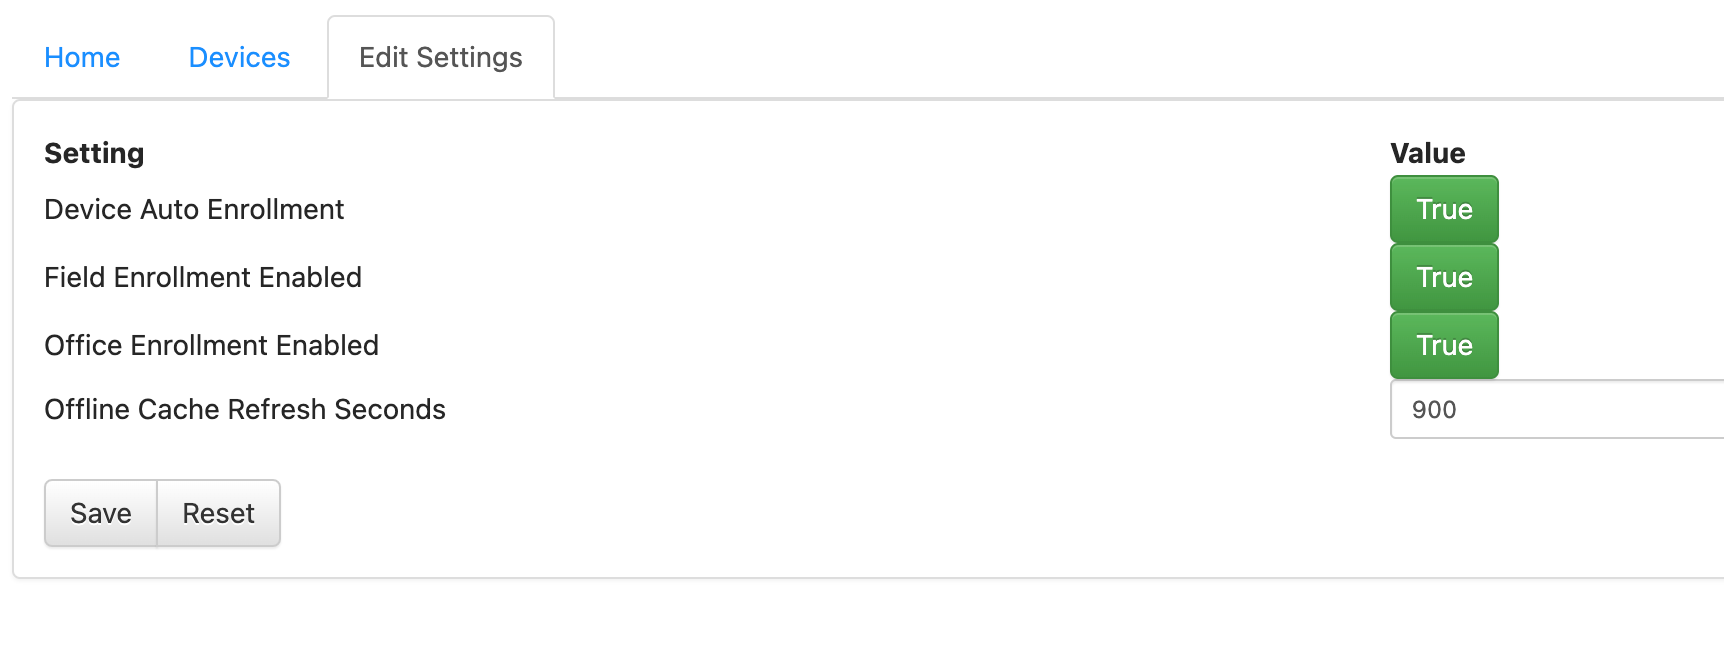 Home Devices Edit Settings
Setting Value
Device Auto Enrollment True
Field Enrollment Enabled True
Office Enrollment Enabled True
Offline Cache Refresh Seconds 900
Save Reset